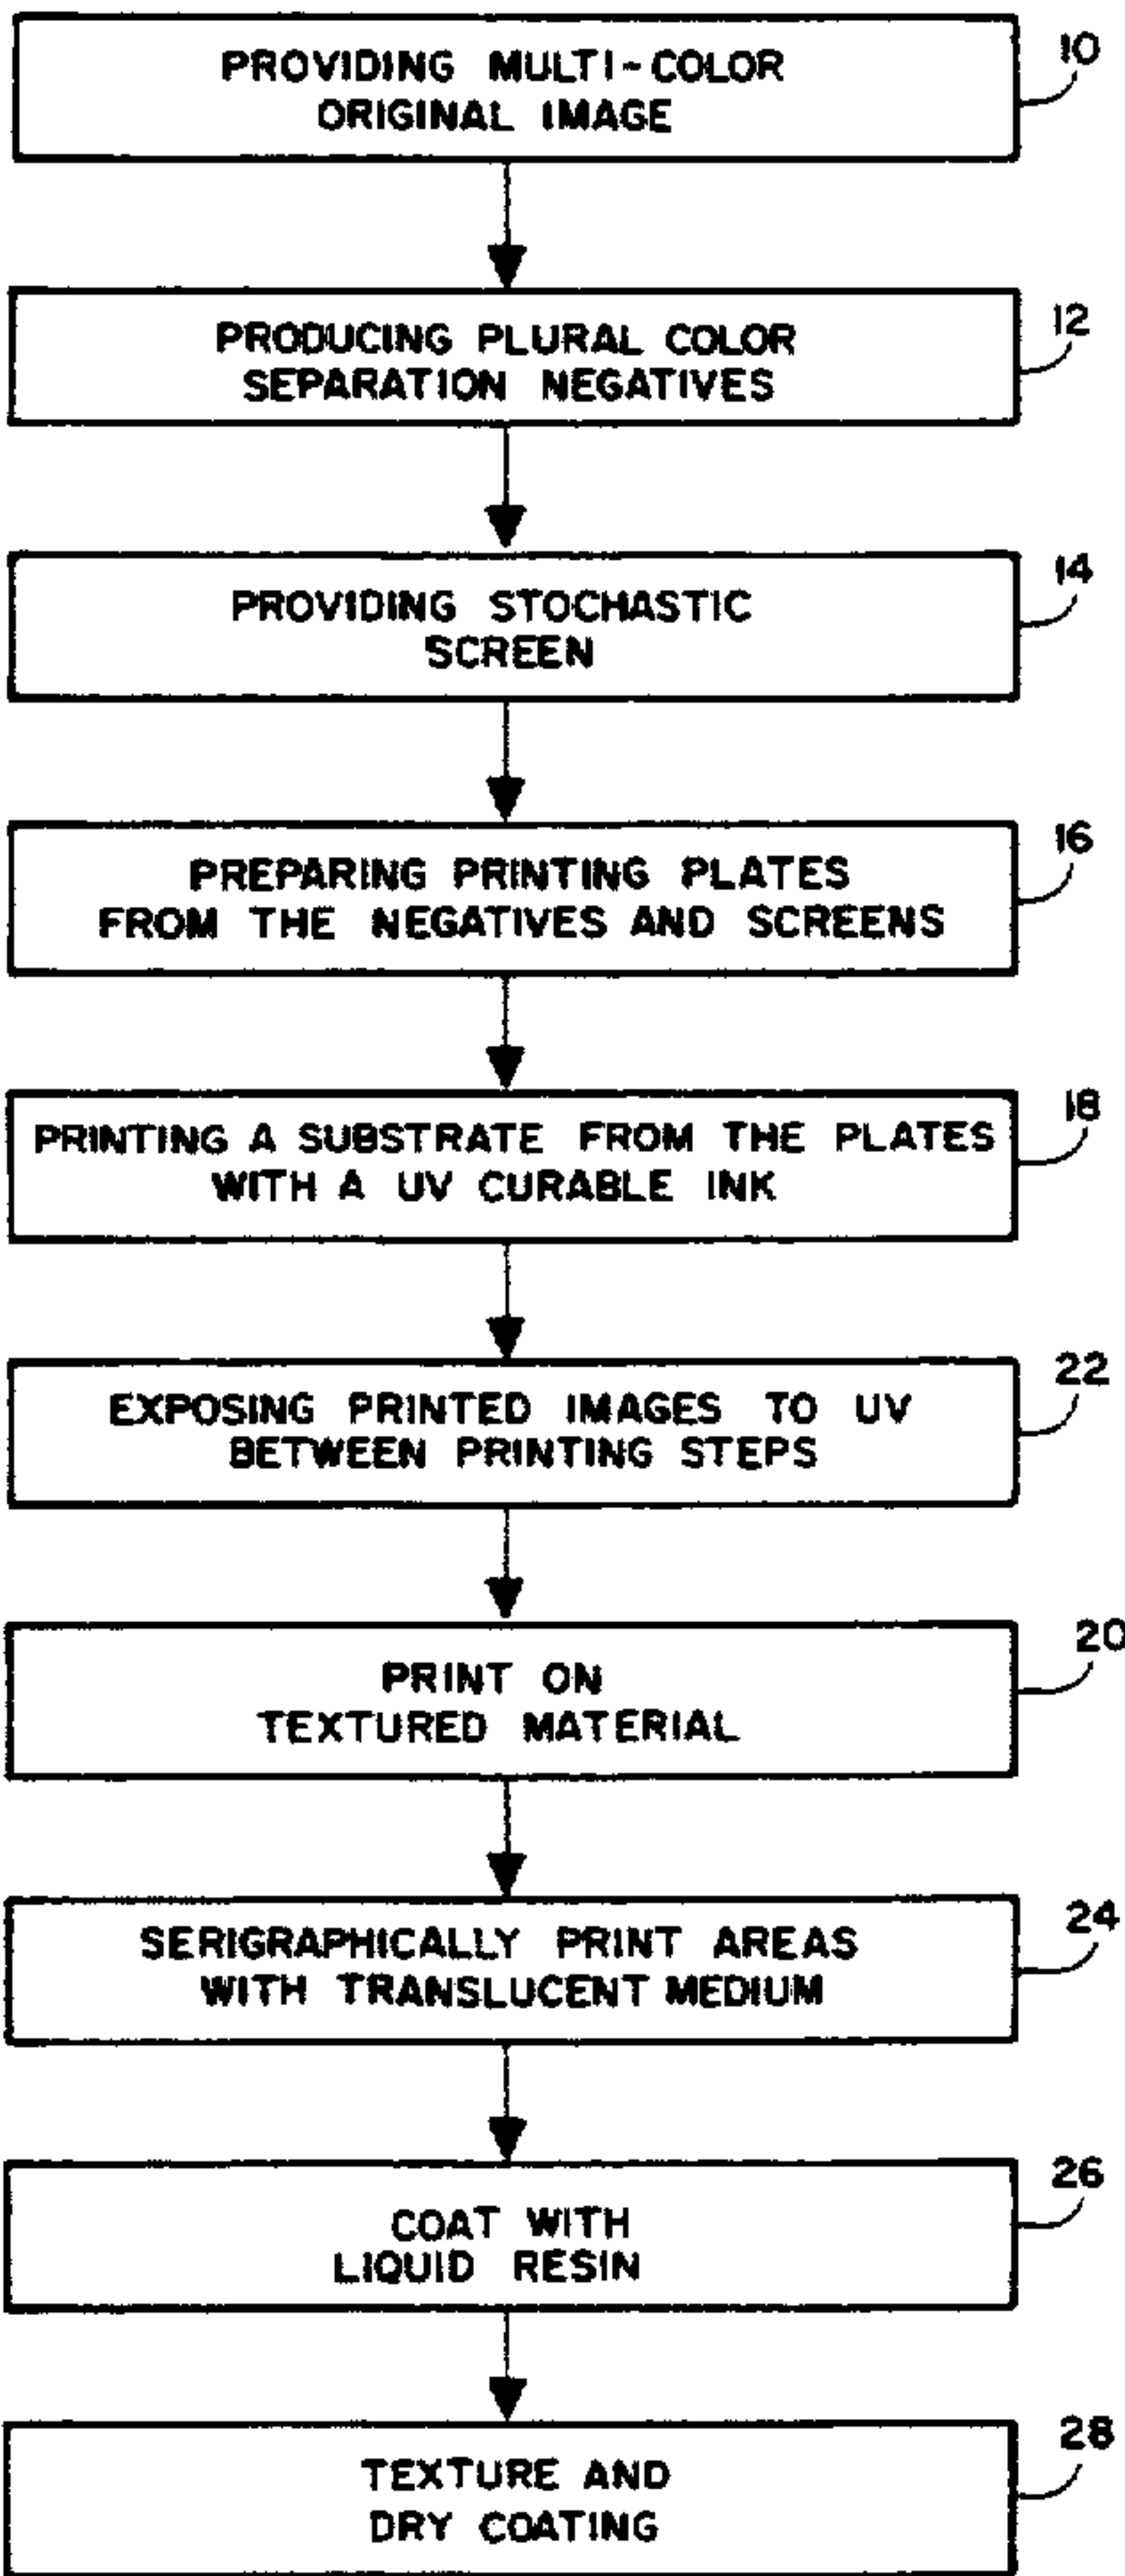 PROVIDING MULTI-COLOR
ORIGINAL IMAGE
10
PRODUCING PLURAL COLOR
SEPARATION NEGATIVES
12
PROVIDING STOCHASTIC
SCREEN
14
PREPARING PRINTING PLATES
FROM THE NEGATIVES AND SCREENS
16
PRINTING A SUBSTRATE FROM THE PLATES
WITH A UV CURABLE INK
18
EXPOSING PRINTED IMAGES TO UV
BETWEEN PRINTING STEPS
22
PRINT ON
TEXTURED MATERIAL
20
SERIGRAPHICALLY PRINT AREAS
WITH TRANSLUCENT MEDIUM
24
COAT WITH
LIQUID RESIN
26
TEXTURE AND
DRY COATING
28